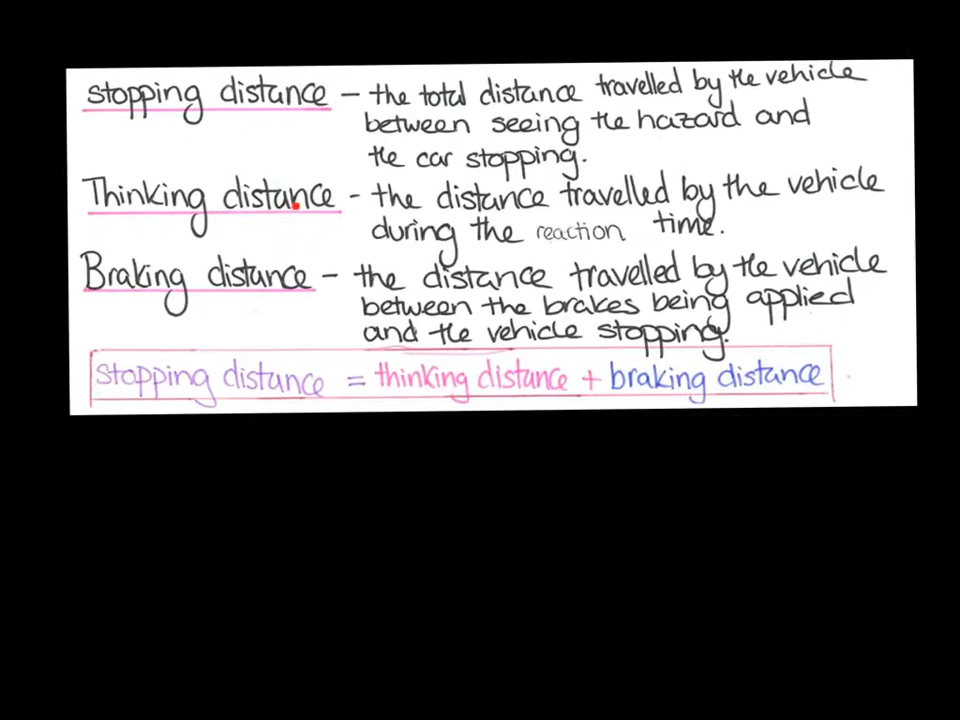 stopping distance – the total distance travelled by the vehicle
between seeing the hazard and
the car stopping.
Thinking distance - the distance travelled by the vehicle
during the reaction time.
Braking distance - the distance travelled by the vehicle
between the brakes being applied
and the vehicle stopping.
stopping distance = thinking distance + braking distance